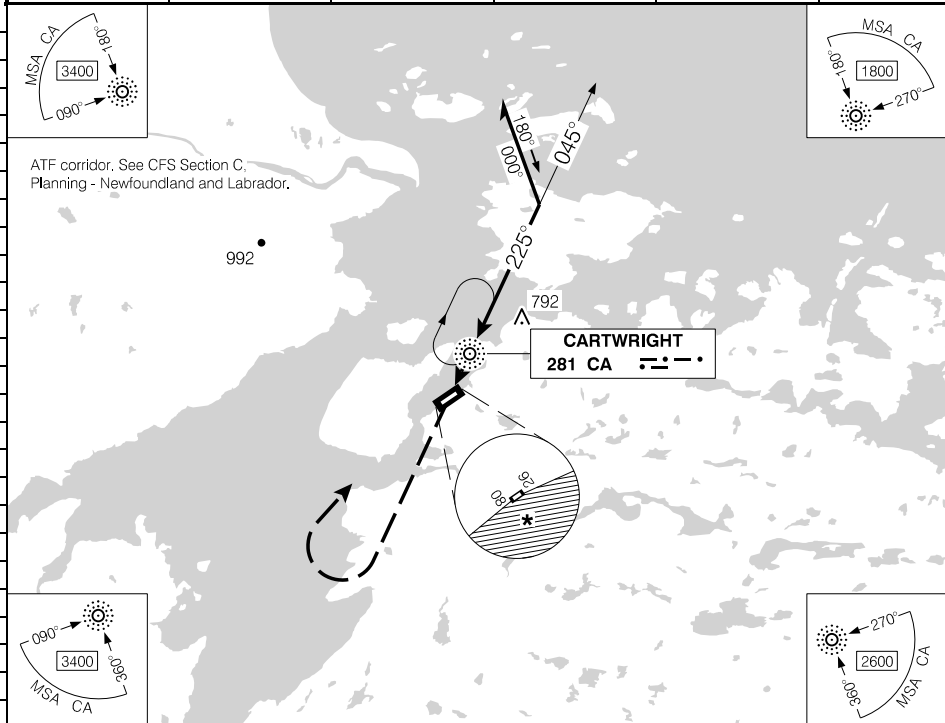 MSA CA
180°
3400
090°
MSA CA
180°
1800
270°
ATF corridor, See CFS Section C,
Planning - Newfoundland and Labrador.
180°
000°
045°
225°
992
792
CARTWRIGHT
281 CA
26
08
*
090°
3400
360°
MSA CA
270°
2600
360°
MSA CA